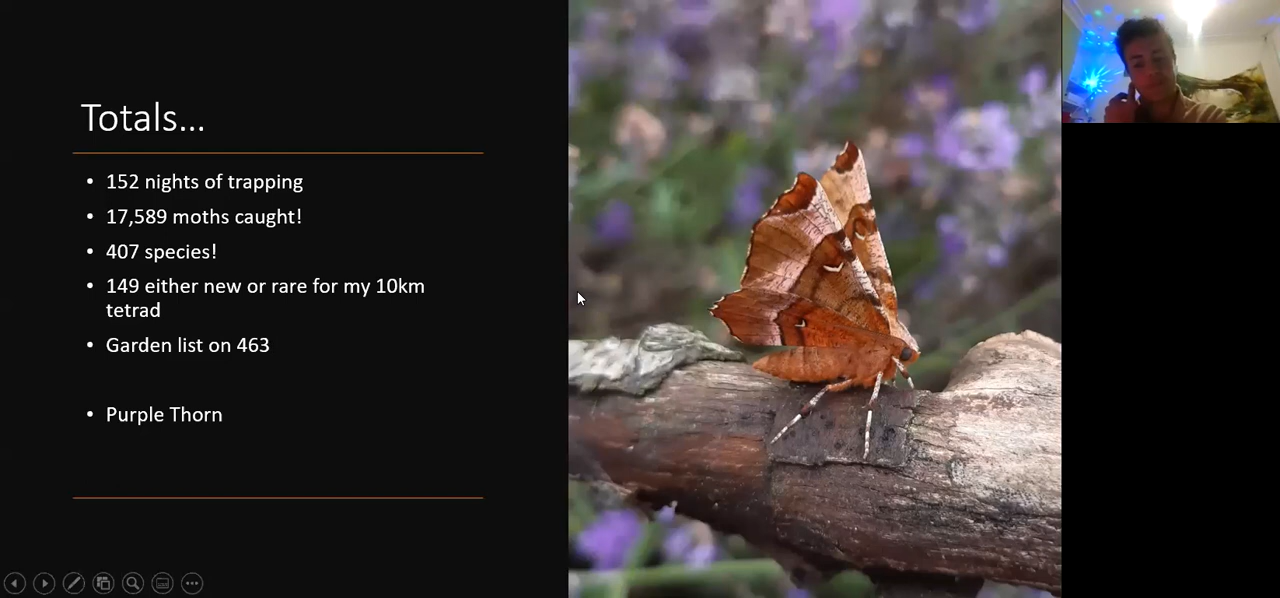 Totals...
• 152 nights of trapping
• 17,589 moths caught!
• 407 species!
• 149 either new or rare for my 10km
tetrad
• Garden list on 463
• Purple Thorn